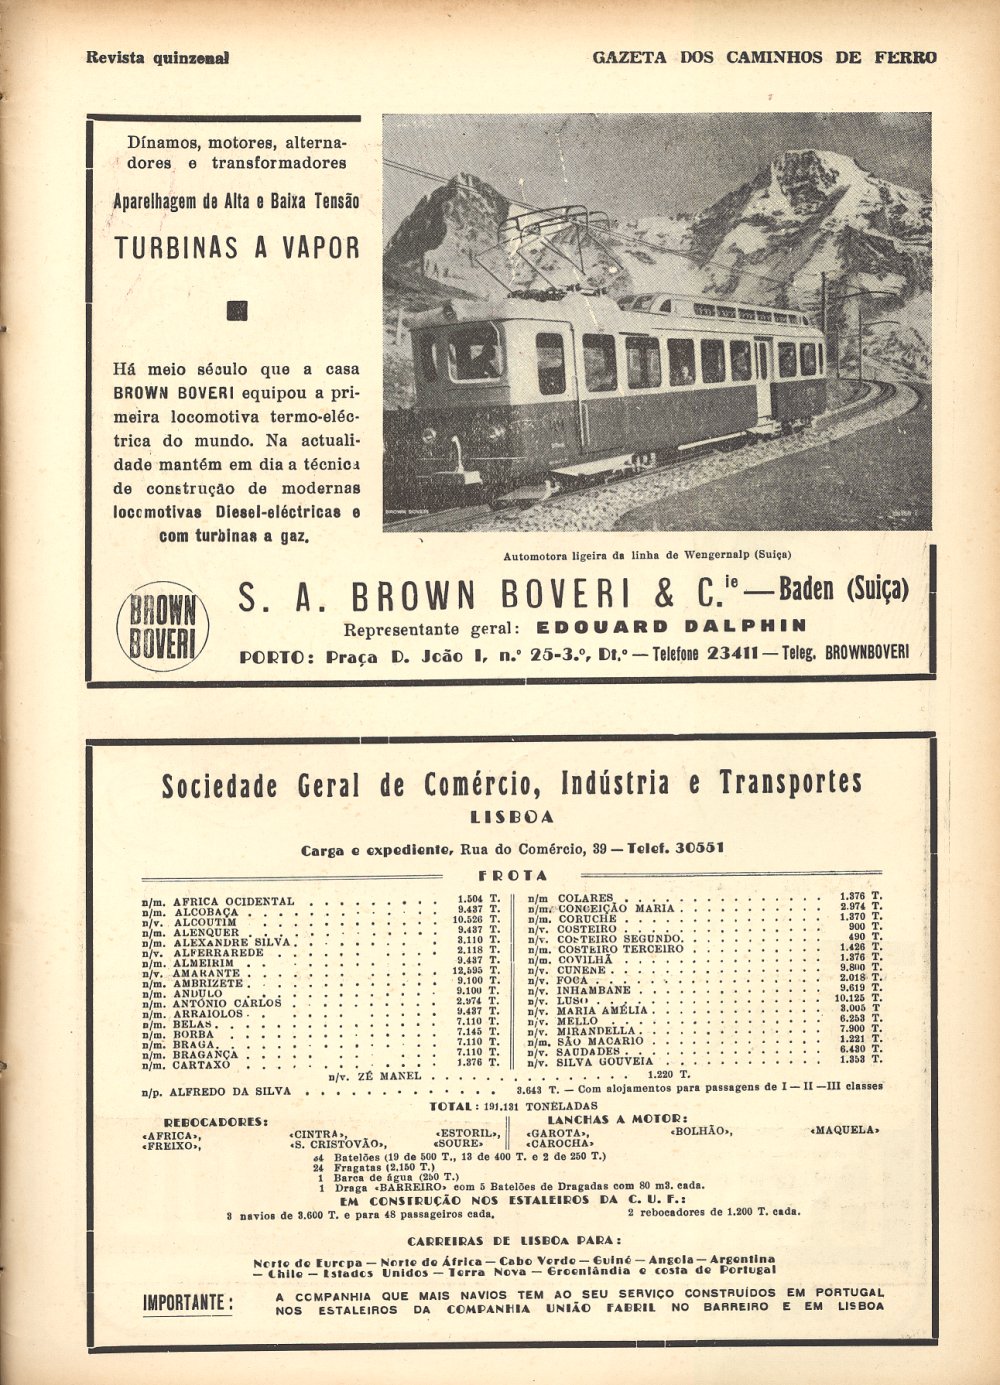 Revista quinzenal
GAZETA DOS CAMINHOS DE FERRO
Dínamos, motores, alterna-
dores e transformadores
Aparelhagem de Alta e Baixa Tensão
TURBINAS A VAPOR
Há meio século que a casa
BROWN BOVERI equipou a pri-
meira locomotiva termo-eléc-
trica do mundo. Na actuali-
dade mantém em dia a técnica
de construção de modernas
locomotivas Diesel-eléctricas e
com turbinas a gaz.
BROWN BOVERI
Automotora ligeira da linha de Wengernalp (Suiça)
BROWN
BOVERI
S. A. BROWN BOVERI & C.ie — Baden (Suiça)
Representante geral: EDOUARD DALPHIN
PORTO: Praça D. João I, n.º 25-3.º, Dt.º — Telefone 23411 — Teleg. BROWNBOVERI
Sociedade Geral de Comércio, Indústria e Transportes
LISBOA
Carga e expediente, Rua do Comércio, 39 — Telef. 30551
FROTA
n/m. AFRICA OCIDENTAL . . . . . . . . . 1.504 T.
n/m. ALCOBAÇA . . . . . . . . . 9.437 T.
n/v. ALCOUTIM . . . . . . . . . 10.526 T.
n/m. ALENQUER . . . . . . . . . 9.437 T.
n/m. ALEXANDRE SILVA . . . . . . . . . 3.110 T.
n/v. ALFERRAREDE . . . . . . . . . 2.118 T.
n/m. ALMEIRIM . . . . . . . . . 9.437 T.
n/v. AMARANTE . . . . . . . . . 12.595 T.
n/m. AMBRIZETE . . . . . . . . . 9.100 T.
n/m. ANDULO . . . . . . . . . 9.100 T.
n/m. ANTÓNIO CARLOS . . . . . . . . . 2.974 T.
n/m. ARRAIOLOS . . . . . . . . . 9.437 T.
n/m. BELAS . . . . . . . . . 7.110 T.
n/m. BORBA . . . . . . . . . 7.145 T.
n/m. BRAGA . . . . . . . . . 7.110 T.
n/m. BRAGANÇA . . . . . . . . . 7.110 T.
n/m. CARTAXO . . . . . . . . . 1.376 T.
n/m COLARES . . . . . . . . . 1.376 T.
n/m. CONCEIÇÃO MARIA . . . . . . . . . 2.974 T.
n/m. CORUCHE . . . . . . . . . 1.370 T.
n/v. COSTEIRO . . . . . . . . . 900 T.
n/v. COSTEIRO SEGUNDO . . . . . . . . . 490 T.
n/m. COSTEIRO TERCEIRO . . . . . . . . . 1.426 T.
n/m. COVILHÃ . . . . . . . . . 1.376 T.
n/v. CUNENE . . . . . . . . . 9.800 T.
n/v. FOCA . . . . . . . . . 2.018 T.
n/v. INHAMBANE . . . . . . . . . 9.619 T.
n/v. LUSO . . . . . . . . . 10.125 T.
n/v. MARIA AMÉLIA . . . . . . . . . 3.005 T
n/v. MELLO . . . . . . . . . 6.253 T.
n/v. MIRANDELLA . . . . . . . . . 7.900 T.
n/m. SÃO MACARIO . . . . . . . . . 1.221 T.
n/v. SAUDADES . . . . . . . . . 6.430 T.
n/v. SILVA GOUVEIA . . . . . . . . . 1.353 T.
n/v. ZÉ MANEL . . . . . . . . . 1.220 T.
n/p. ALFREDO DA SILVA . . . . . . . . . 3.643 T. — Com alojamentos para passagens de I — II — III classes
TOTAL: 191.131 TONELADAS
REBOCADORES:
«AFRICA», «CINTRA», «ESTORIL»,
«FREIXO», «S. CRISTOVÃO», «SOURE»
LANCHAS A MOTOR:
«GAROTA», «BOLHÃO», «MAQUELA»
«CAROCHA»
34 Batelões (19 de 500 T., 13 de 400 T. e 2 de 250 T.)
24 Fragatas (2.150 T.)
1 Barca de água (250 T.)
1 Draga «BARREIRO» com 5 Batelões de Dragadas com 80 m3. cada.
EM CONSTRUÇÃO NOS ESTALEIROS DA C. U. F.:
3 navios de 3.600 T. e para 48 passageiros cada. 2 rebocadores de 1.200 T. cada.
CARREIRAS DE LISBOA PARA:
Norte de Europa — Norte de África — Cabo Verde — Guiné — Angola — Argentina
— Chile — Estados Unidos — Terra Nova — Groenlândia e costa de Portugal
IMPORTANTE: A COMPANHIA QUE MAIS NAVIOS TEM AO SEU SERVIÇO CONSTRUÍDOS EM PORTUGAL
NOS ESTALEIROS DA COMPANHIA UNIÃO FABRIL NO BARREIRO E EM LISBOA